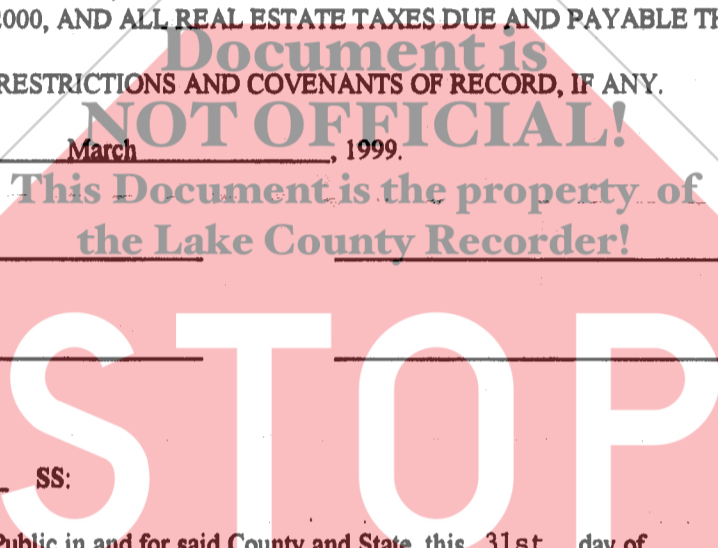 2000, AND ALL REAL ESTATE TAXES DUE AND PAYABLE
Document is
RESTRICTIONS AND COVENANTS OF RECORD, IF ANY.
NOT OFFICIAL!
March , 1999.
This Document is the property of
the Lake County Recorder!
STOP
SS:
Public in and for said County and State, this 31st day of